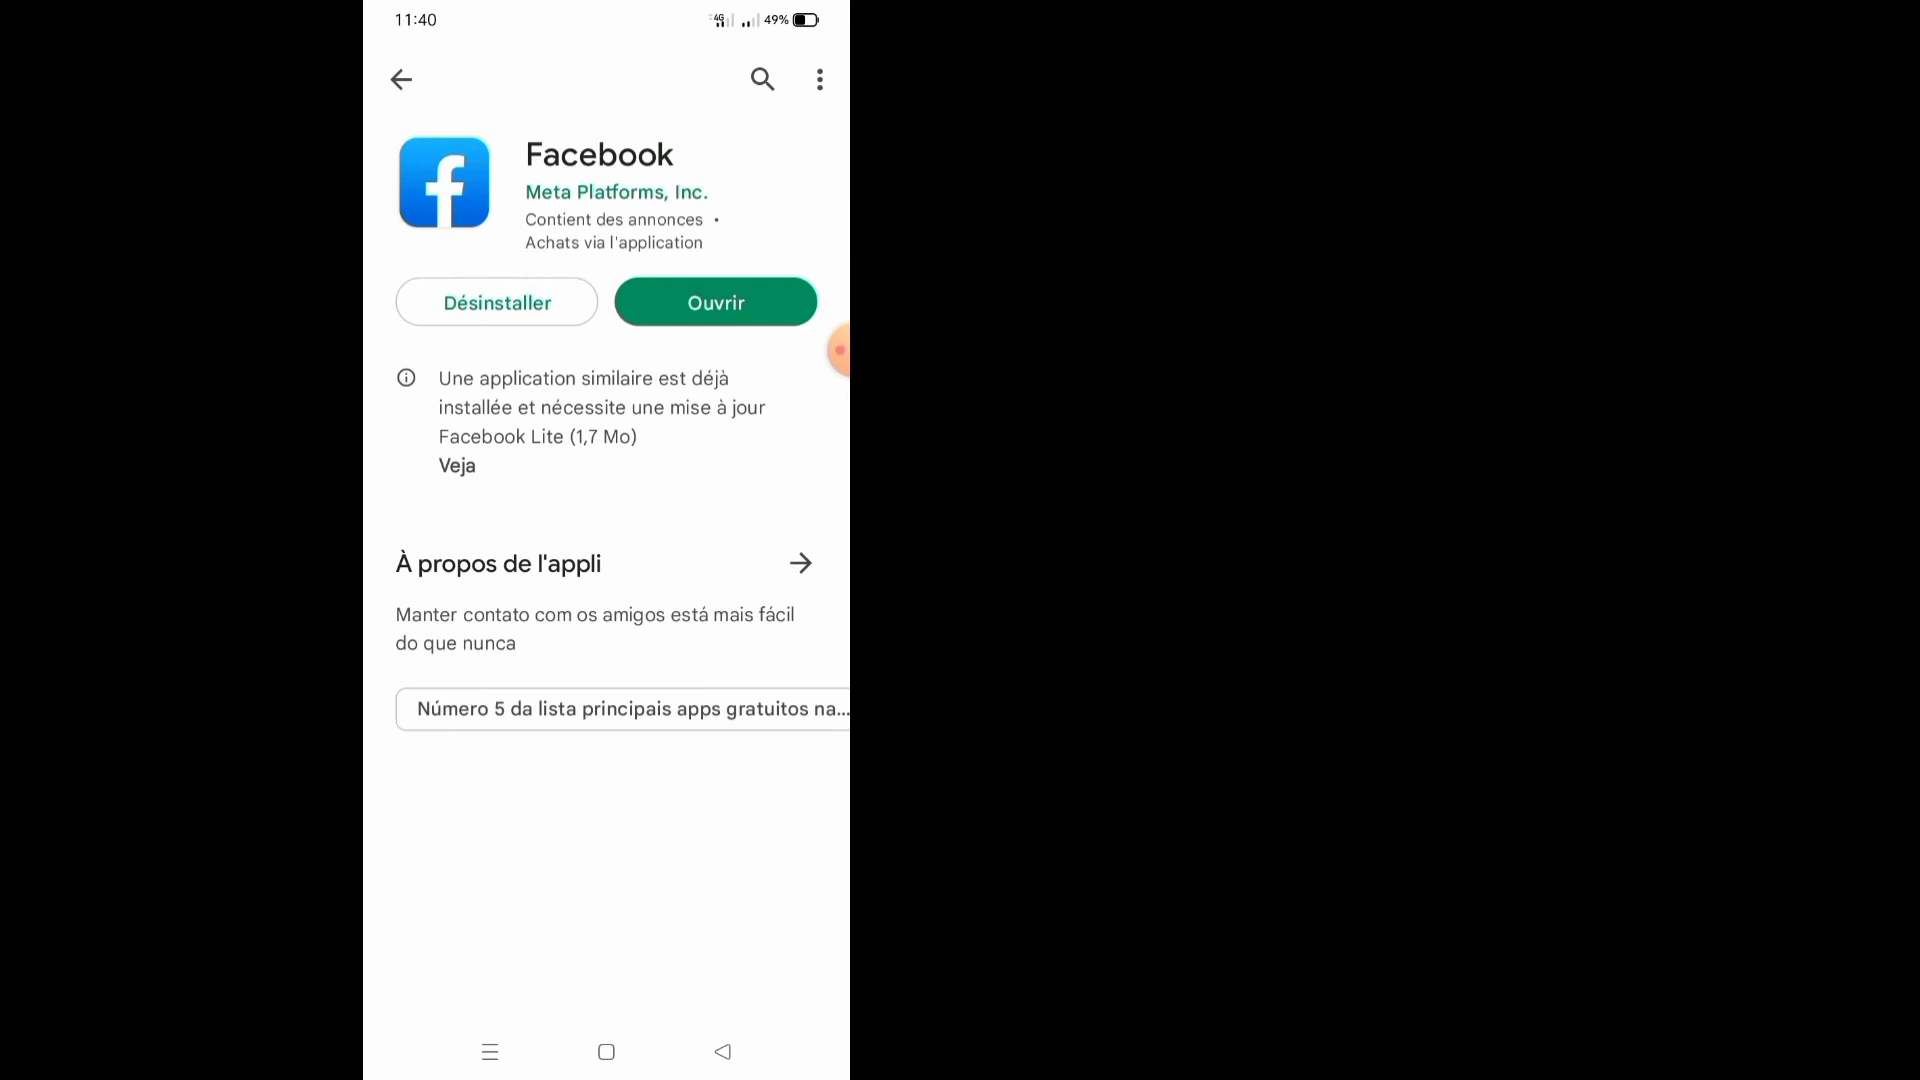 11:40
4G 49%
Facebook
Meta Platforms, Inc.
Contient des annonces •
Achats via l'application
Désinstaller
Ouvrir
Une application similaire est déjà
installée et nécessite une mise à jour
Facebook Lite (1,7 Mo)
Veja
À propos de l'appli
Manter contato com os amigos está mais fácil
do que nunca
Número 5 da lista principais apps gratuitos na...